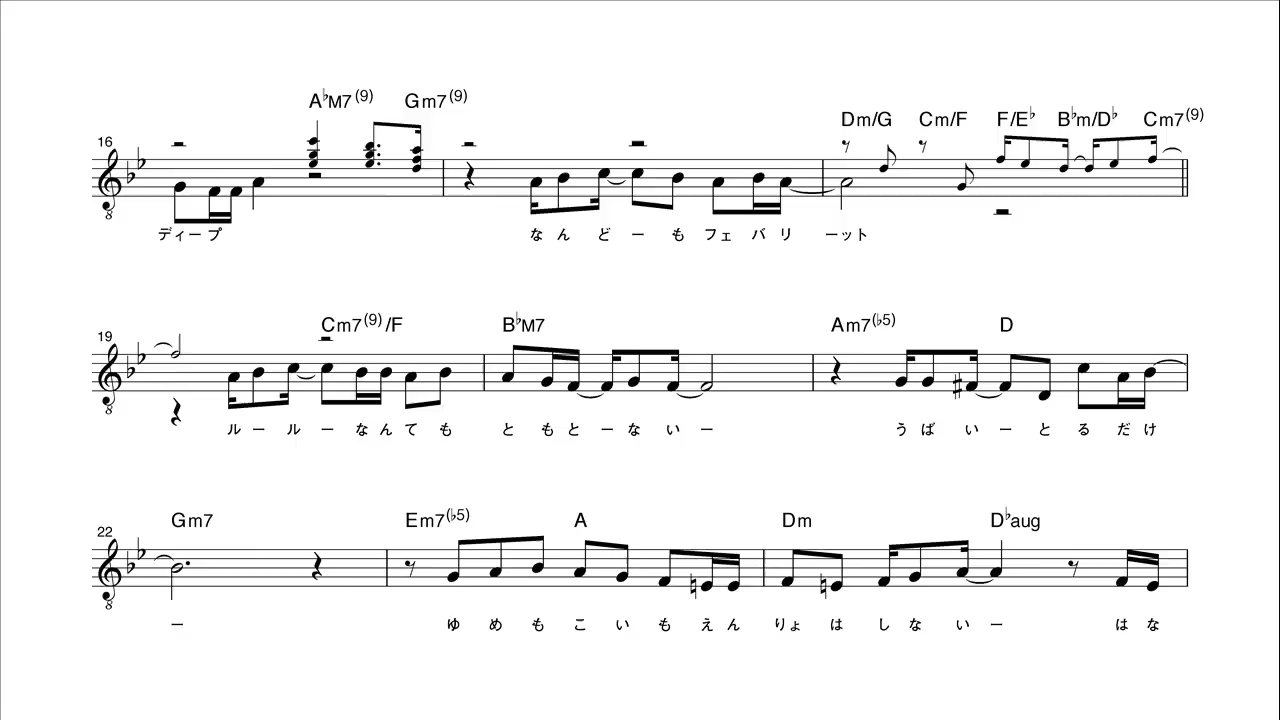 A♭M7(9) Gm7(9) Dm/G Cm/F F/E♭ B♭m/D♭ Cm7(9)
16
8
ディープ なんどーもフェバリーット
Cm7(9)/F B♭M7 Am7(♭5) D
19
8
ルールーなんても ともとーない― うばいーとるだけ
Gm7 Em7(♭5) A Dm D♭aug
22
8
ー ゆめもこいもえん りょはしないー はな